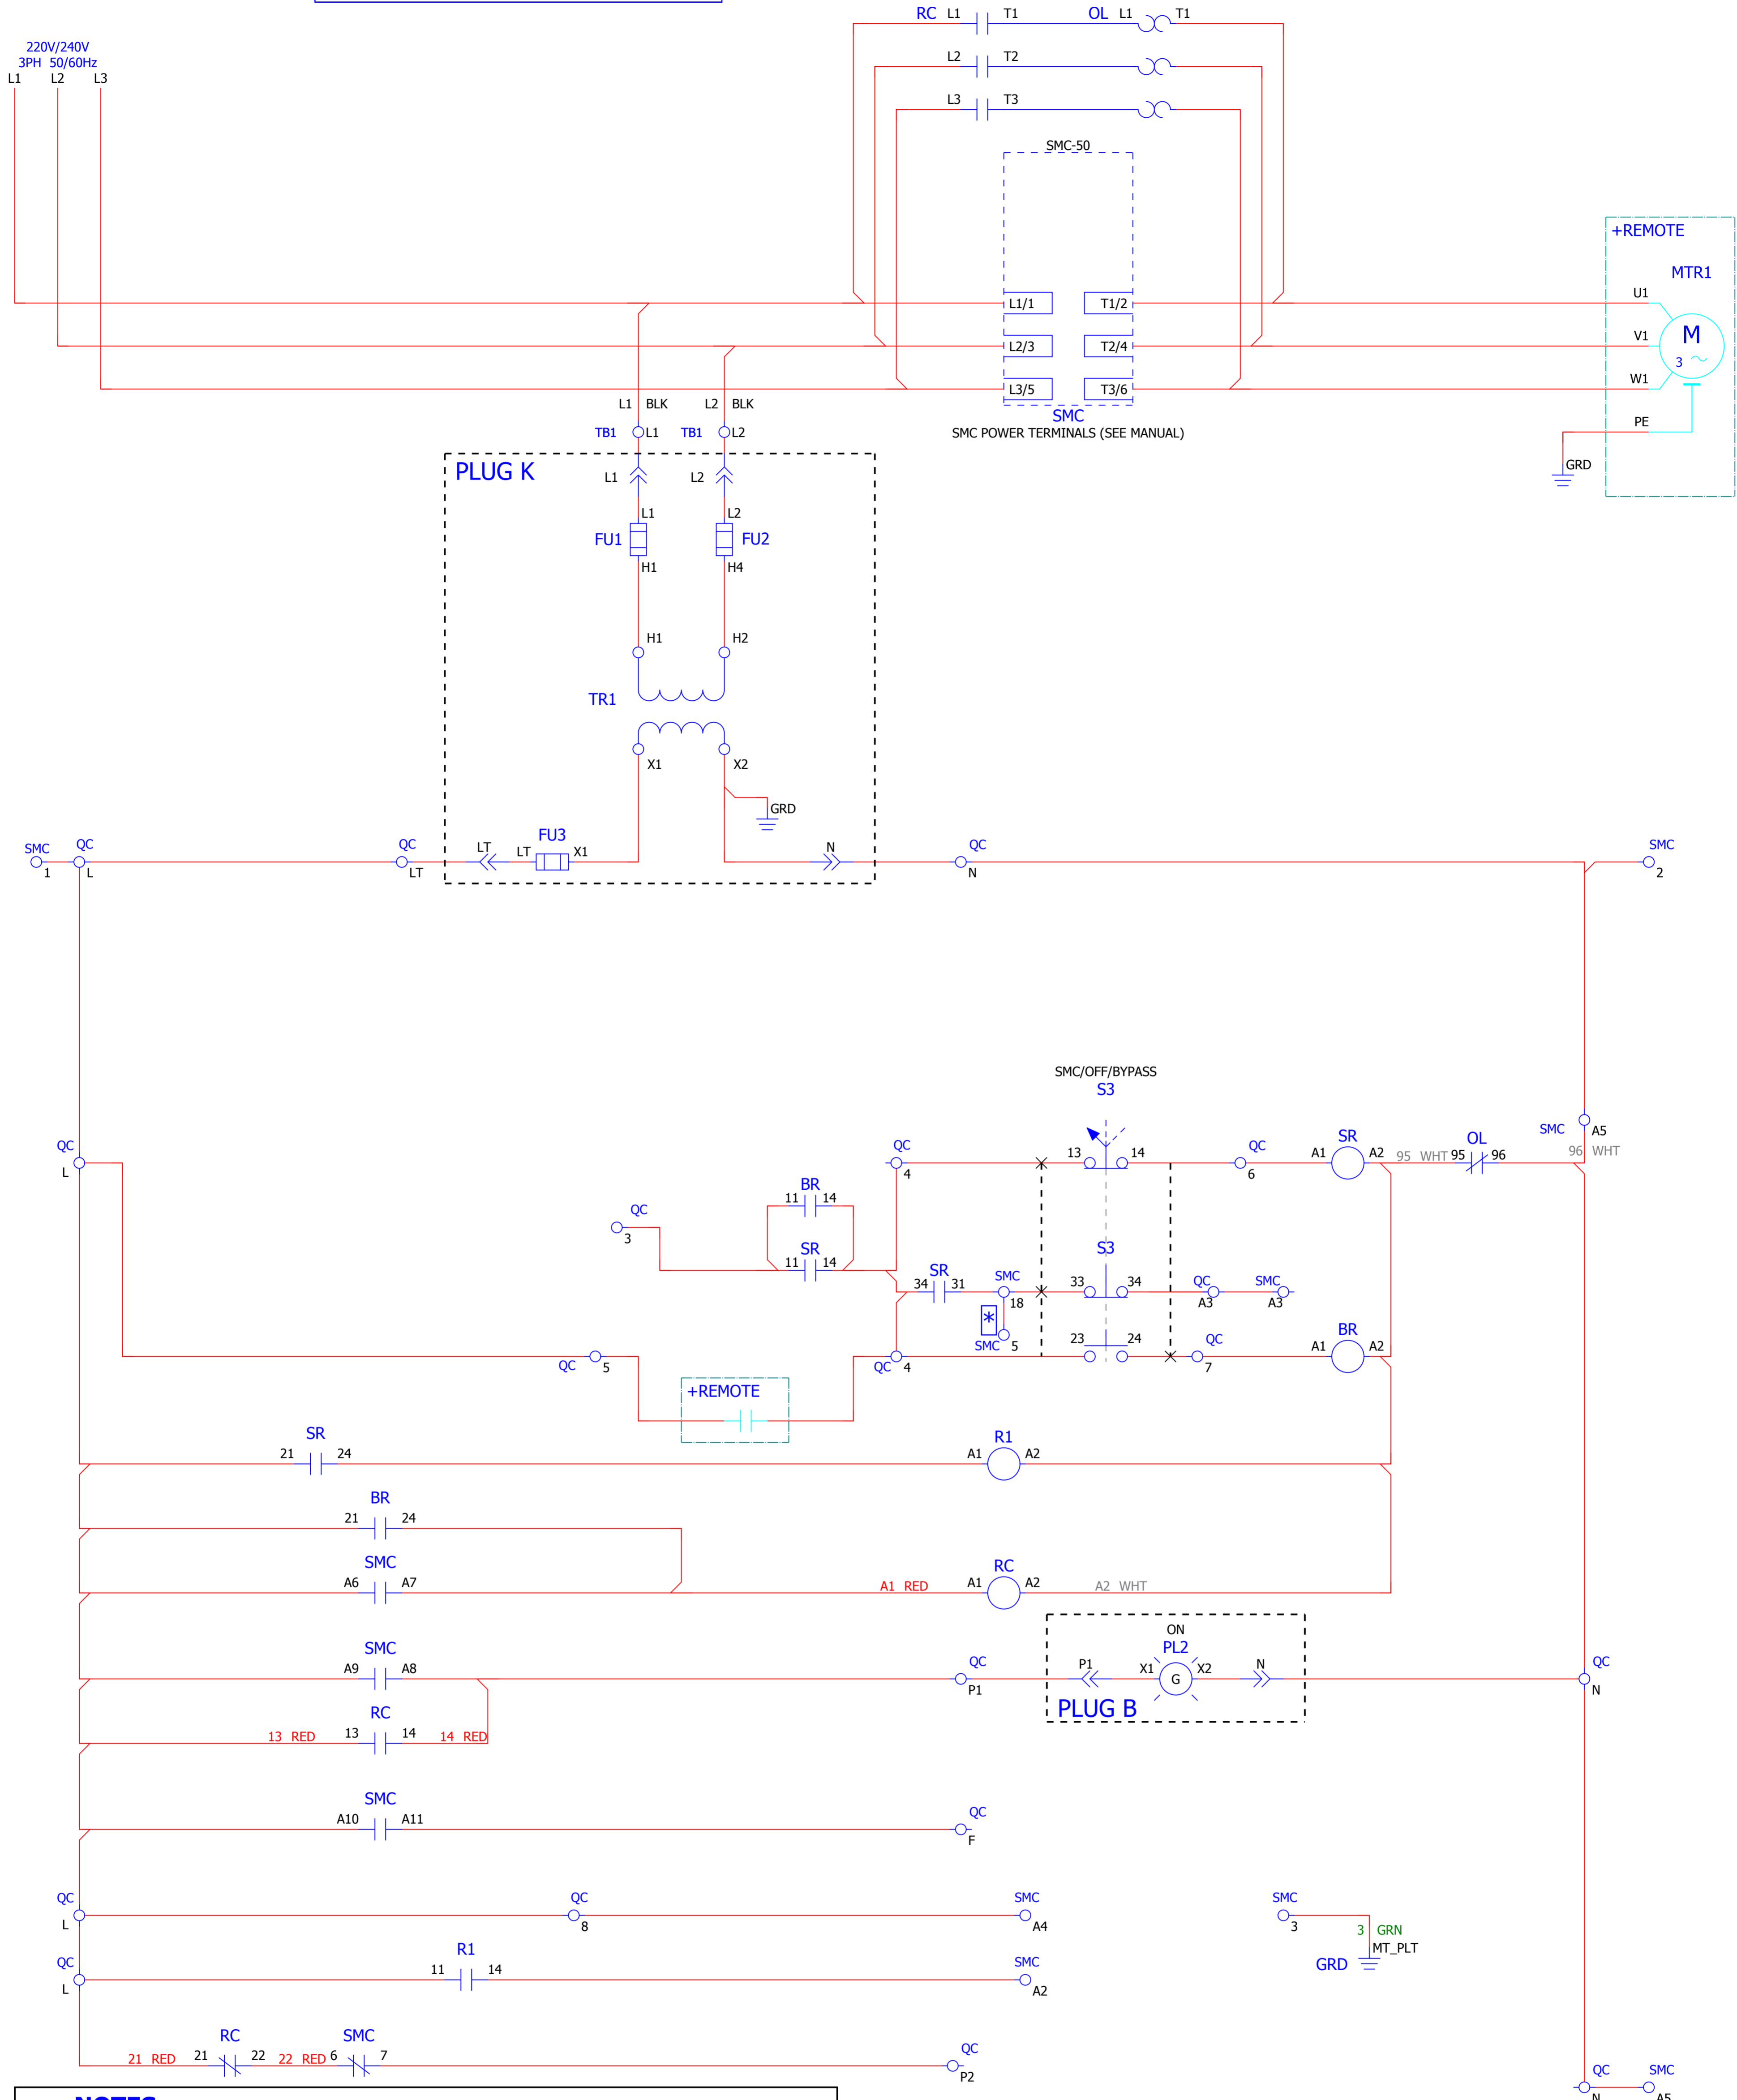 RC L1 T1 OL L1 T1
220V/240V
3PH 50/60Hz
L1 L2 L3
L2 T2
L3 T3
SMC-50
+REMOTE
MTR1
L1/1 T1/2 U1
L2/3 T2/4 V1 M
3
L3/5 T3/6 W1
L1 BLK L2 BLK
SMC
SMC POWER TERMINALS (SEE MANUAL)
PE
TB1 L1 TB1 L2
GRD
PLUG K
L1 L2
L1 L2
FU1 FU2
H1 H4
H1 H2
TR1
X1 X2
GRD
SMC QC QC FU3 QC SMC
LT LT X1 N
1 L LT N 2
SMC/OFF/BYPASS
S3
SMC A5
QC QC 13 14 QC SR OL
L 4 6 A1 A2 95 WHT 95 96 96 WHT
BR
11 14
QC
3
SR S3
11 14
SR SMC QC SMC
34 31 33 34
18 A3 A3
*
SMC 5 23 24 QC BR
QC 5 QC 4 7 A1 A2
+REMOTE
SR R1
21 24 A1 A2
BR
21 24
SMC RC
A6 A7 A1 RED A1 A2 A2 WHT
ON
SMC QC PL2 QC
A9 A8 P1 P1 X1 G X2 N N
PLUG B
RC
13 RED 13 14 14 RED
SMC QC
A10 A11 F
QC QC SMC SMC
L 8 A4 3
3 GRN
MT_PLT
GRD
QC R1 SMC
L 11 14 A2
RC SMC QC
21 RED 21 22 22 RED 6 7 P2
QC SMC
N A5
NOTES